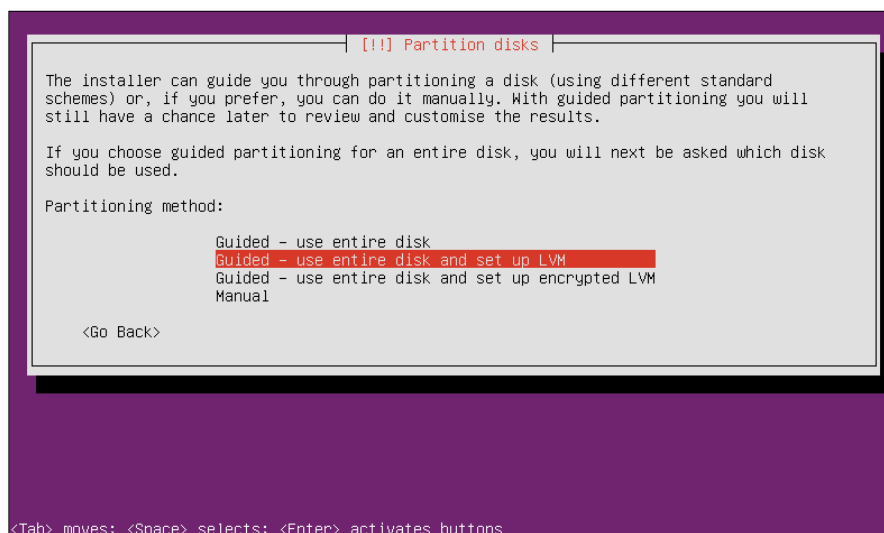 [!!] Partition disks
The installer can guide you through partitioning a disk (using different standard
schemes) or, if you prefer, you can do it manually. With guided partitioning you will
still have a chance later to review and customise the results.
If you choose guided partitioning for an entire disk, you will next be asked which disk
should be used.
Partitioning method:
Guided – use entire disk
Guided – use entire disk and set up LVM
Guided – use entire disk and set up encrypted LVM
Manual
<Go Back>
<Tab> moves; <Space> selects; <Enter> activates buttons